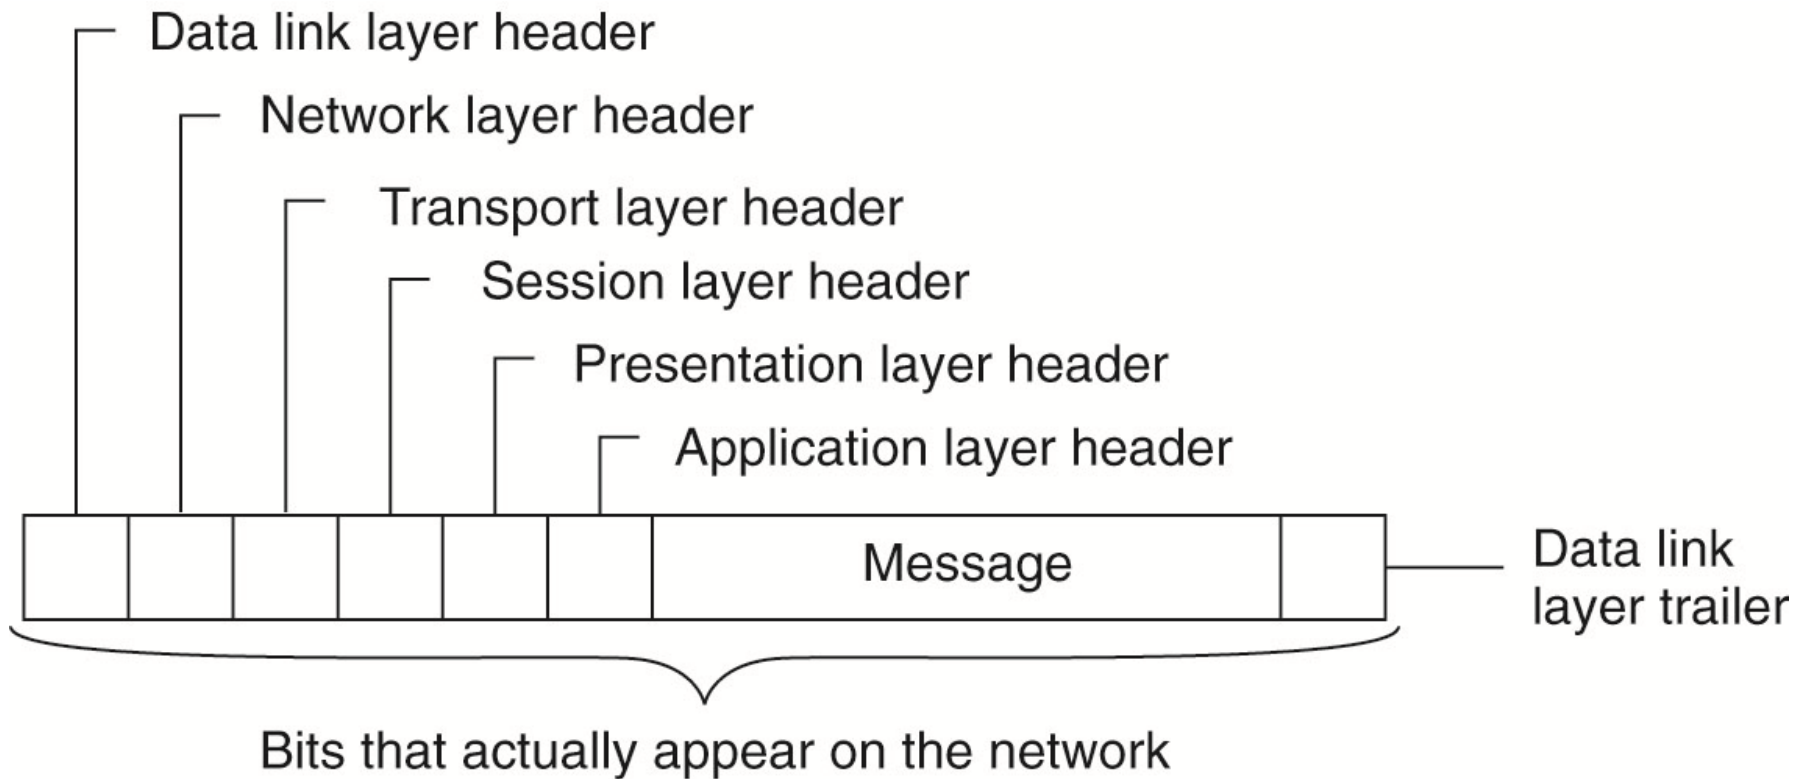 Data link layer header
Network layer header
Transport layer header
Session layer header
Presentation layer header
Application layer header
Message
Data link
layer trailer
Bits that actually appear on the network